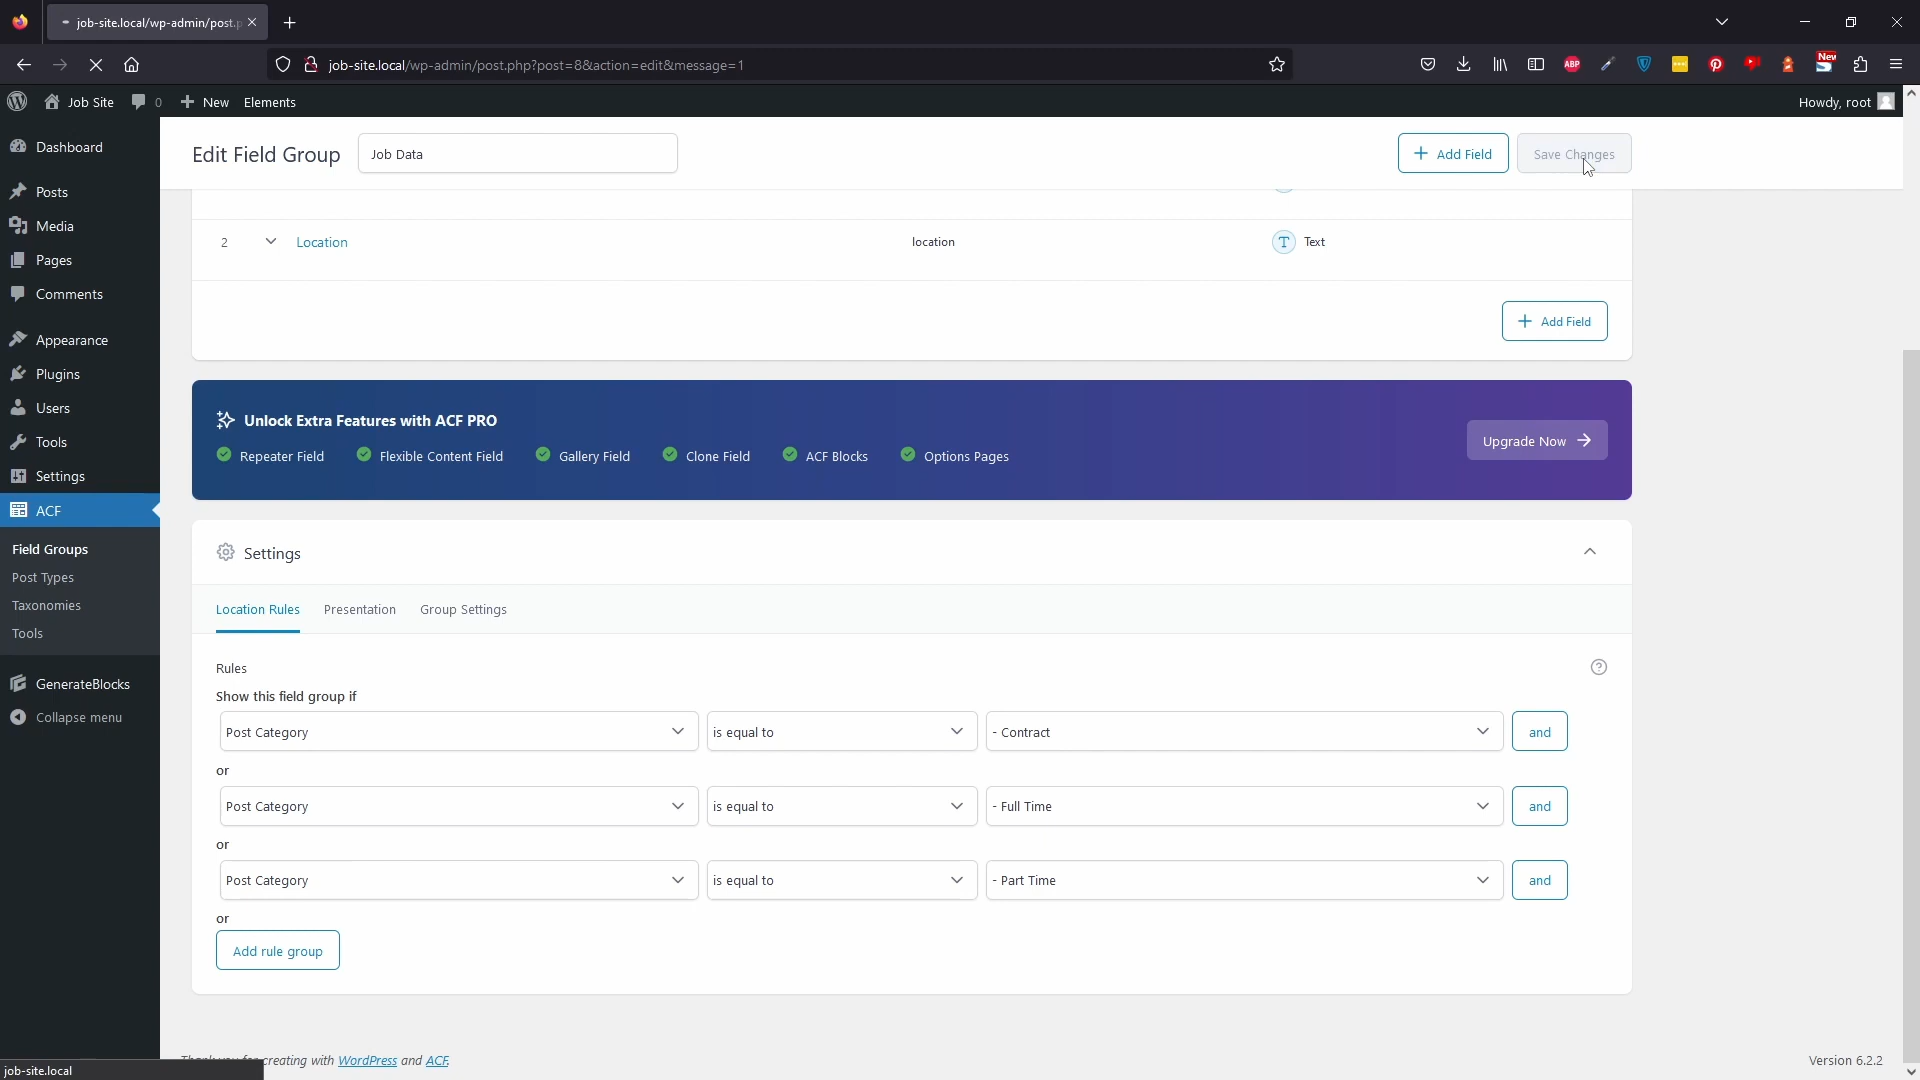 job-site.local/wp-admin/post.p
job-site.local/wp-admin/post.php?post=8&action=edit&message=1
ABP
New
Job Site 0 New Elements
Howdy, root
Dashboard
Posts
Media
Pages
Comments
Appearance
Plugins
Users
Tools
Settings
ACF
Field Groups
Post Types
Taxonomies
Tools
GenerateBlocks
Collapse menu
Edit Field Group
Job Data
Add Field
Save Changes
2 Location location T Text
Add Field
Unlock Extra Features with ACF PRO
Repeater Field Flexible Content Field Gallery Field Clone Field ACF Blocks Options Pages
Upgrade Now
Settings
Location Rules Presentation Group Settings
Rules
Show this field group if
Post Category is equal to - Contract and
or
Post Category is equal to - Full Time and
or
Post Category is equal to - Part Time and
or
Add rule group
Thank you for creating with WordPress and ACF.
Version 6.2.2
job-site.local